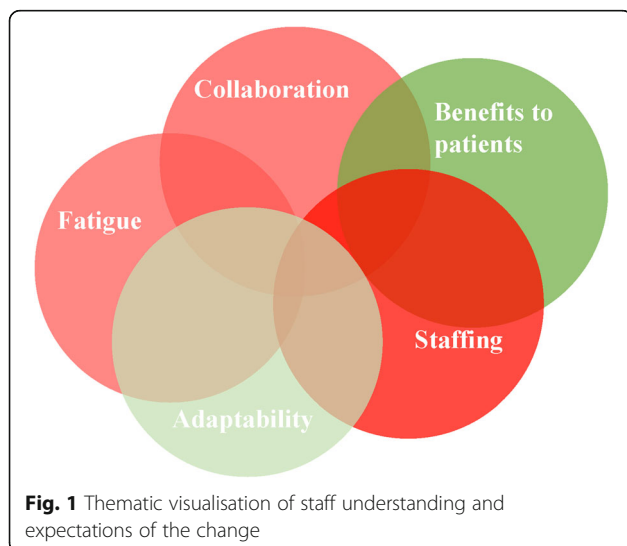 Collaboration
Benefits to
patients
Fatigue
Staffing
Adaptability
Fig. 1 Thematic visualisation of staff understanding and
expectations of the change